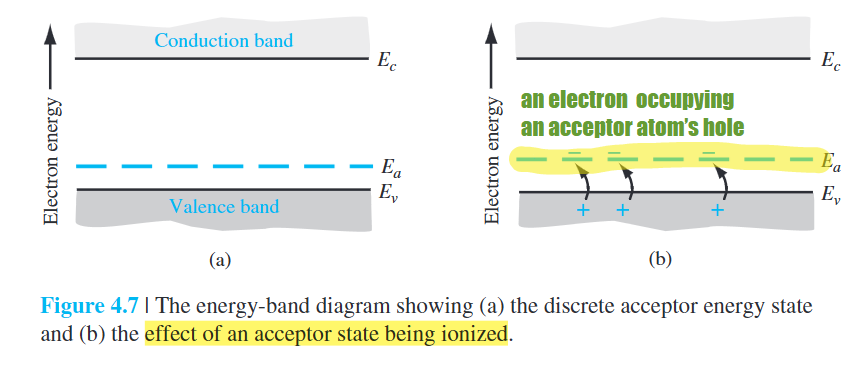 Conduction band
E_c
Electron energy
E_a
E_v
Valence band
(a)
E_c
an electron occupying
an acceptor atom's hole
Electron energy
− − −
E_a
E_v
+ + +
(b)
Figure 4.7 | The energy-band diagram showing (a) the discrete acceptor energy state
and (b) the effect of an acceptor state being ionized.